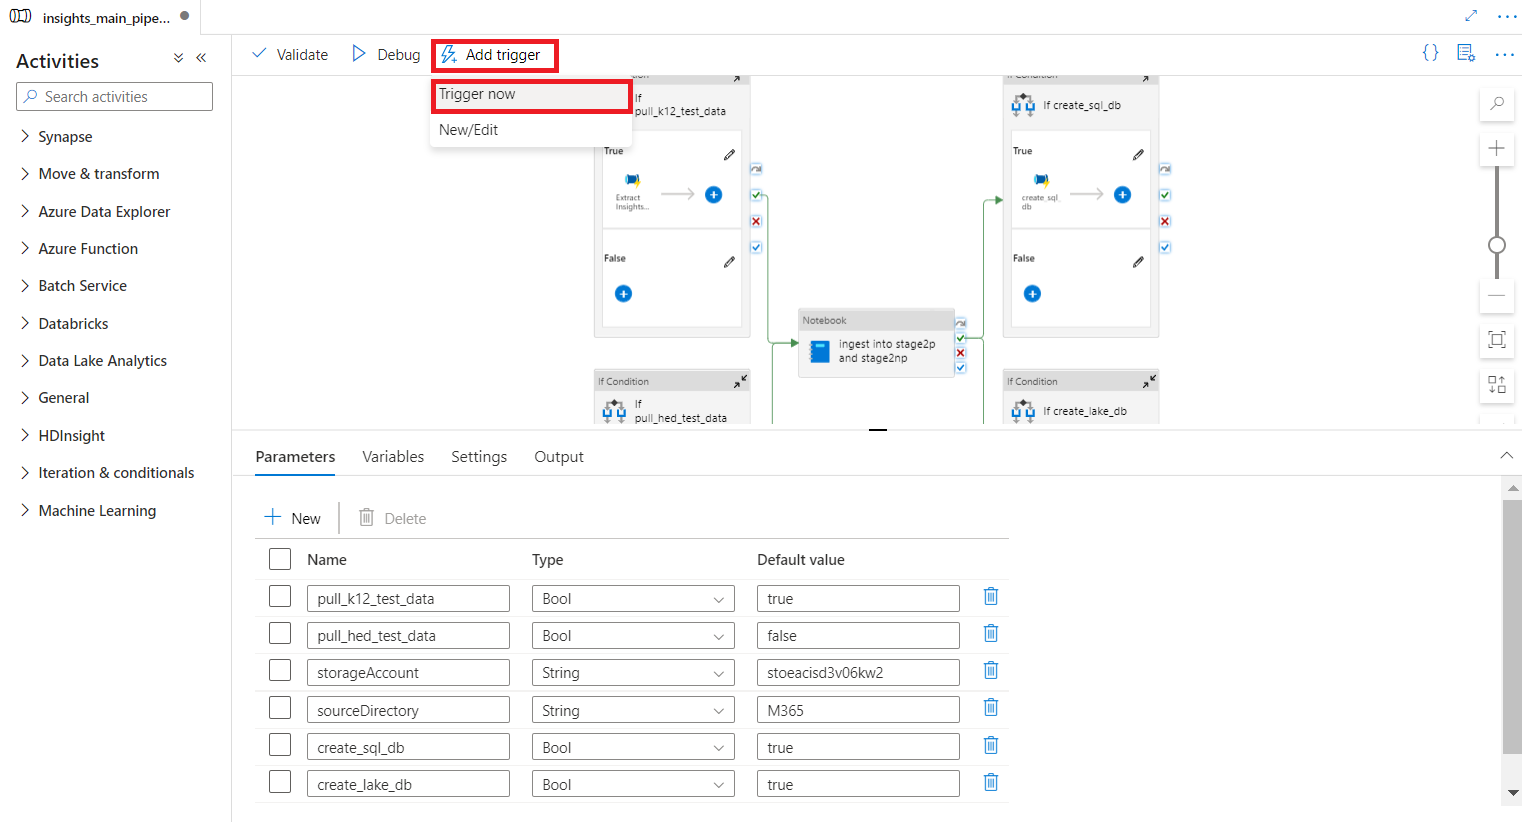 insights_main_pipe...
Activities
Search activities
Synapse
Move & transform
Azure Data Explorer
Azure Function
Batch Service
Databricks
Data Lake Analytics
General
HDInsight
Iteration & conditionals
Machine Learning
Validate
Debug
Add trigger
Trigger now
New/Edit
If
pull_k12_test_data
True
Extract
Insights...
False
If Condition
If create_sql_db
True
create_sql_
db
False
Notebook
ingest into stage2p
and stage2np
If Condition
If
pull_hed_test_data
If Condition
If create_lake_db
Parameters
Variables
Settings
Output
New
Delete
Name Type Default value
pull_k12_test_data Bool true
pull_hed_test_data Bool false
storageAccount String stoeacisd3v06kw2
sourceDirectory String M365
create_sql_db Bool true
create_lake_db Bool true